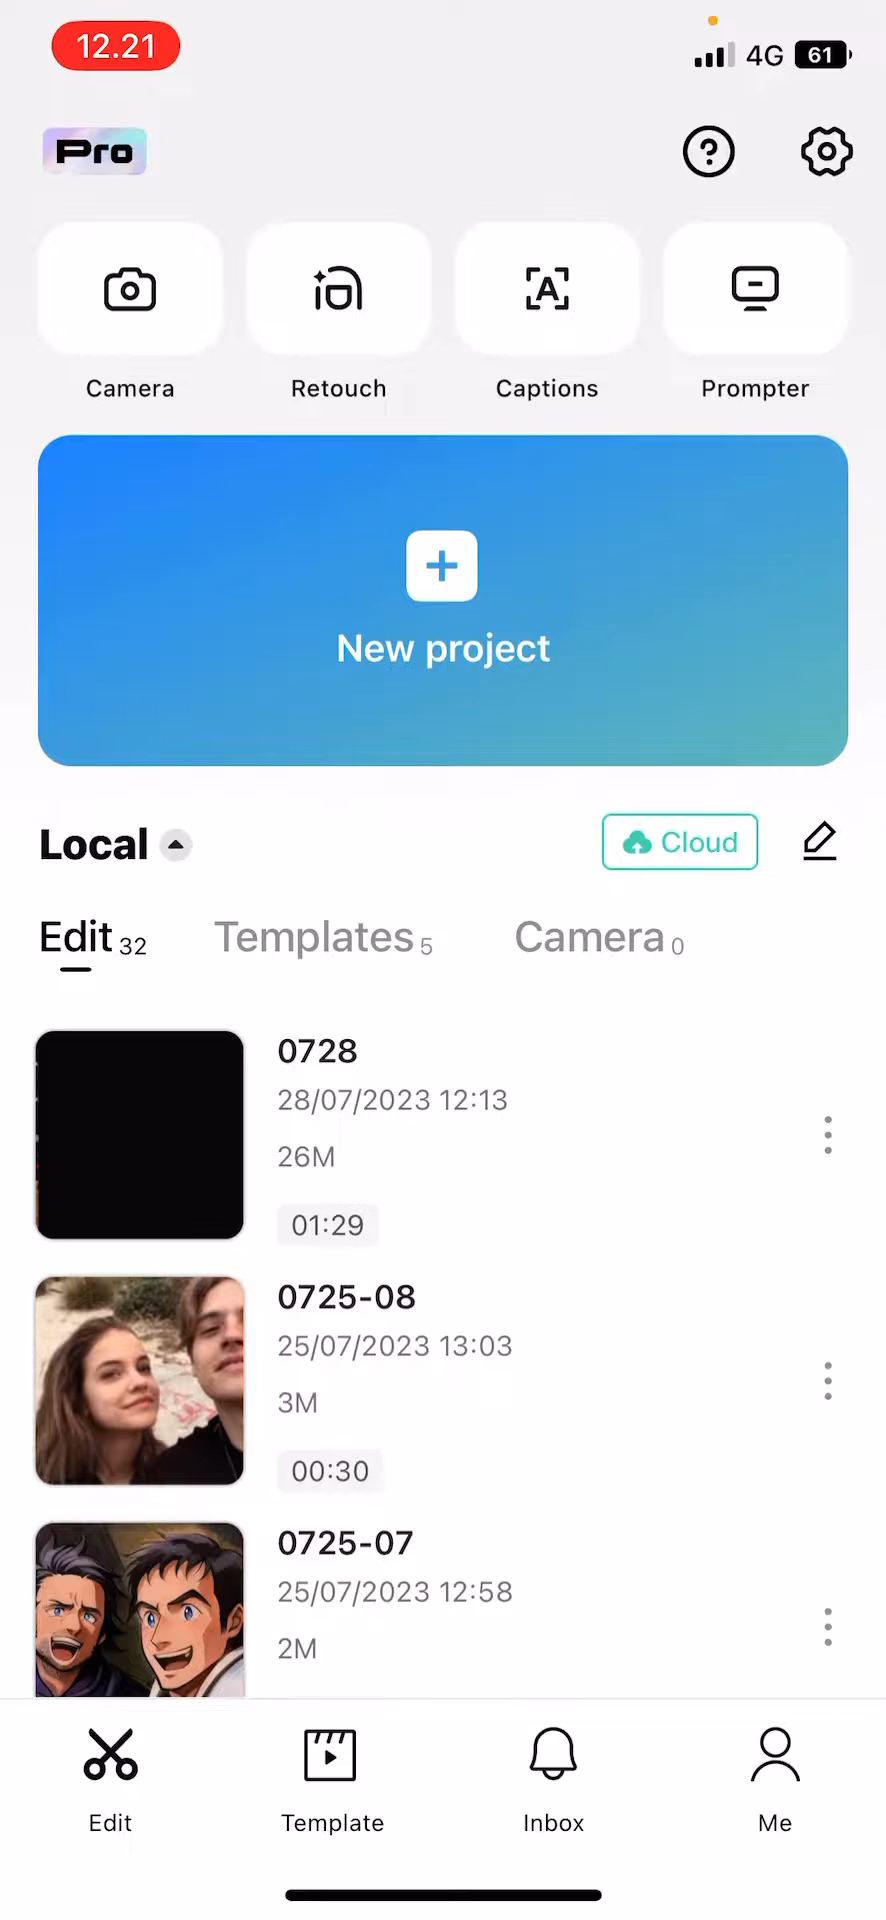 12.21
4G 61
Pro
Camera Retouch Captions Prompter
New project
Local Cloud
Edit 32 Templates 5 Camera 0
0728
28/07/2023 12:13
26M
01:29
0725-08
25/07/2023 13:03
3M
00:30
0725-07
25/07/2023 12:58
2M
Edit Template Inbox Me